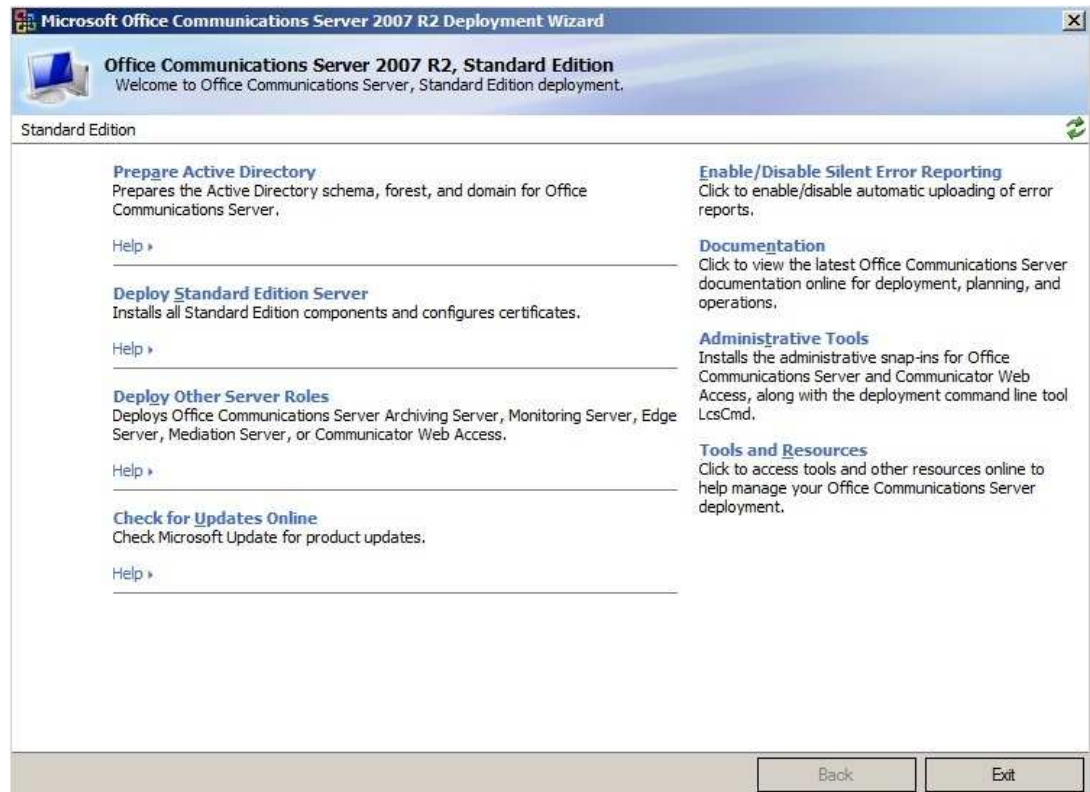 Microsoft Office Communications Server 2007 R2 Deployment Wizard
Office Communications Server 2007 R2, Standard Edition
Welcome to Office Communications Server, Standard Edition deployment.
Standard Edition
Prepare Active Directory
Prepares the Active Directory schema, forest, and domain for Office
Communications Server.
Help
Deploy Standard Edition Server
Installs all Standard Edition components and configures certificates.
Help
Deploy Other Server Roles
Deploys Office Communications Server Archiving Server, Monitoring Server, Edge
Server, Mediation Server, or Communicator Web Access.
Help
Check for Updates Online
Check Microsoft Update for product updates.
Help
Enable/Disable Silent Error Reporting
Click to enable/disable automatic uploading of error
reports.
Documentation
Click to view the latest Office Communications Server
documentation online for deployment, planning, and
operations.
Administrative Tools
Installs the administrative snap-ins for Office
Communications Server and Communicator Web
Access, along with the deployment command line tool
LcsCmd.
Tools and Resources
Click to access tools and other resources online to
help manage your Office Communications Server
deployment.
Back
Exit